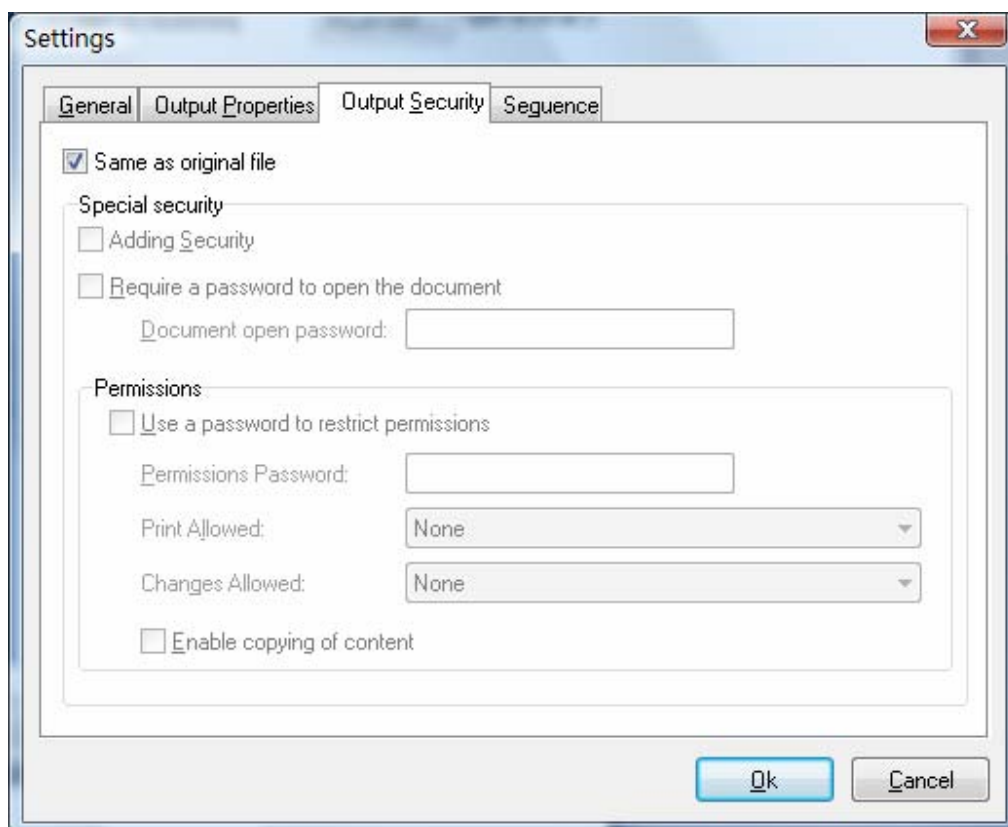 Settings
General Output Properties Output Security Seguence
Same as original file
Special security
Adding Security
Require a password to open the document
Document open password:
Permissions
Use a password to restrict permissions
Permissions Password:
Print Allowed: None
Changes Allowed: None
Enable copying of content
Ok Cancel